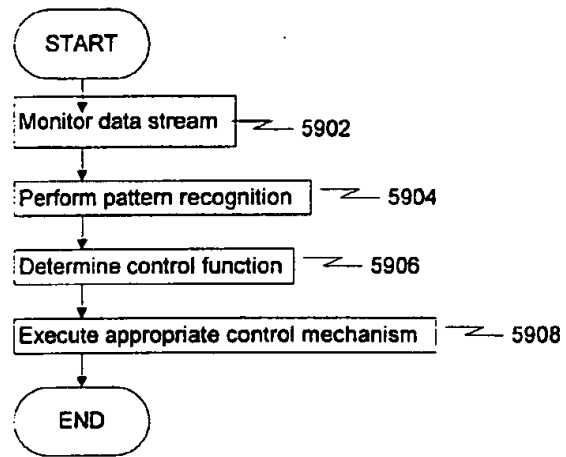 START
Monitor data stream 5902
Perform pattern recognition 5904
Determine control function 5906
Execute appropriate control mechanism 5908
END